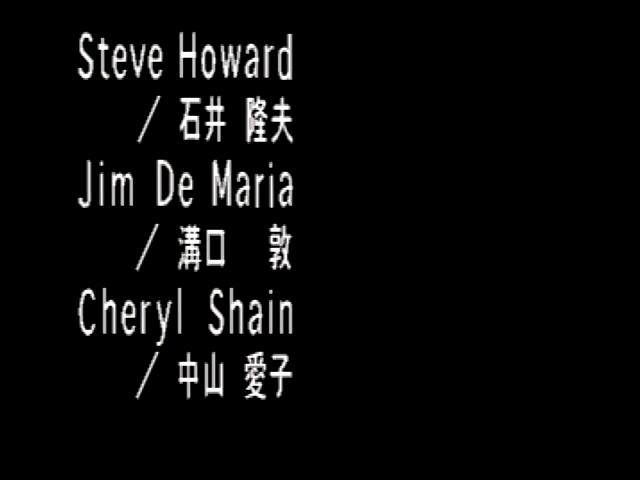 Steve Howard
/ 石井 隆夫
Jim De Maria
/ 溝口 敦
Cheryl Shain
/ 中山 愛子